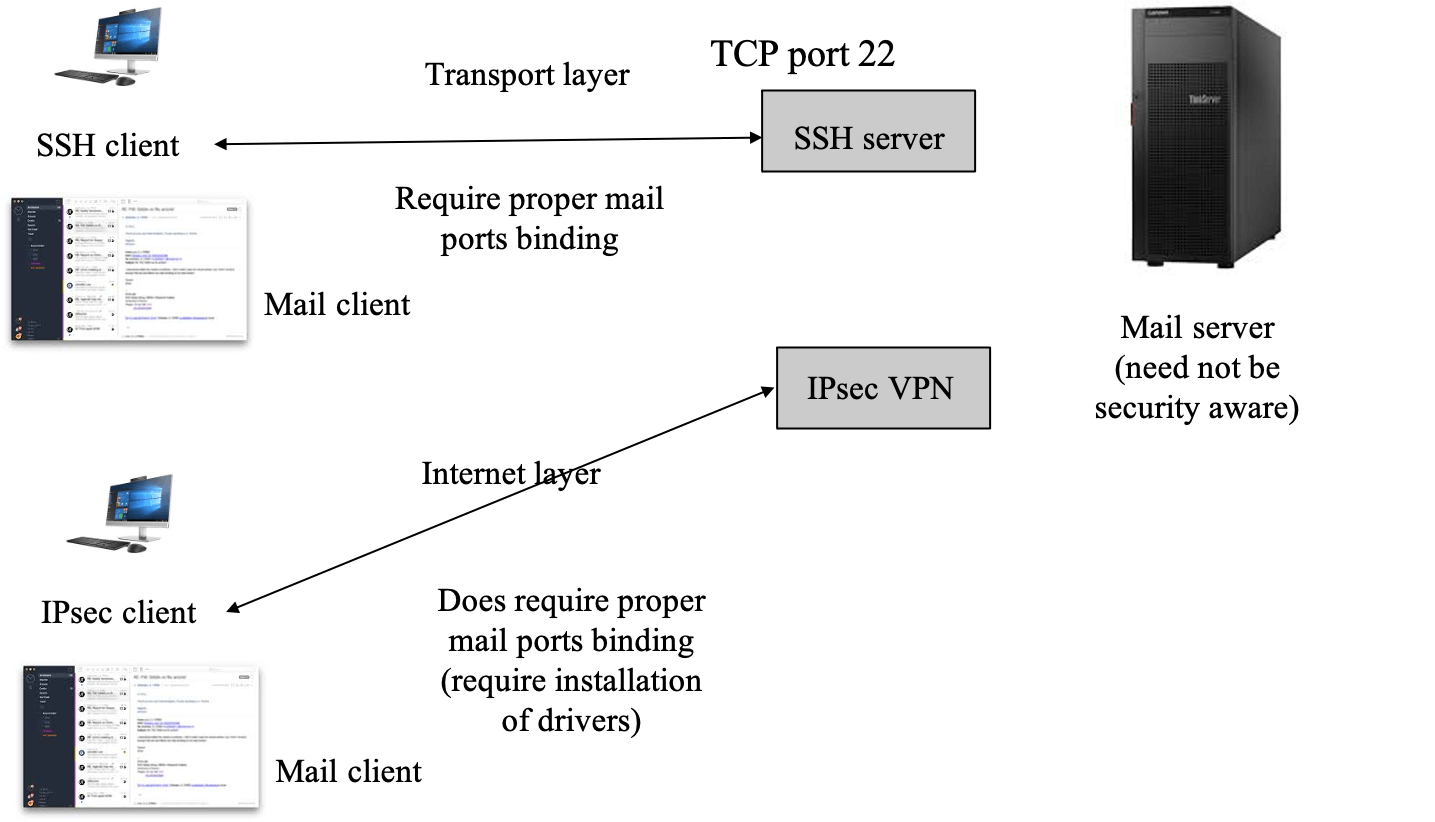 TCP port 22
Transport layer
SSH client
SSH server
Require proper mail
ports binding
Mail client
Mail server
(need not be
security aware)
IPsec VPN
Internet layer
IPsec client
Does require proper
mail ports binding
(require installation
of drivers)
Mail client
ThinkServer